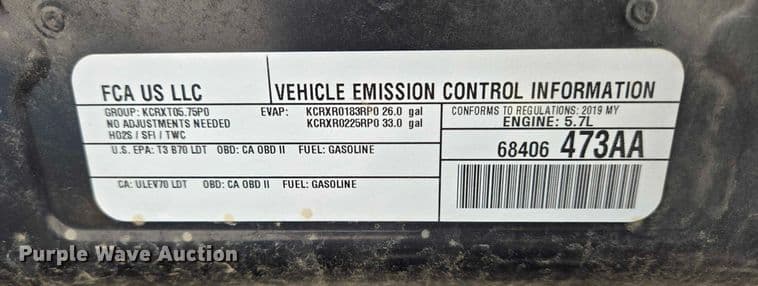 FCA US LLC
VEHICLE EMISSION CONTROL INFORMATION
GROUP: KCRXT05.75P0
NO ADJUSTMENTS NEEDED
HO2S / SFI / TWC
EVAP: KCRXR0183RP0 26.0 gal
KCRXR0225RP0 33.0 gal
CONFORMS TO REGULATIONS: 2019 MY
ENGINE: 5.7L
U.S. EPA: T3 B70 LDT OBD: CA OBD II FUEL: GASOLINE
CA: ULEV70 LDT OBD: CA OBD II FUEL: GASOLINE
68406 473AA
Purple Wave Auction